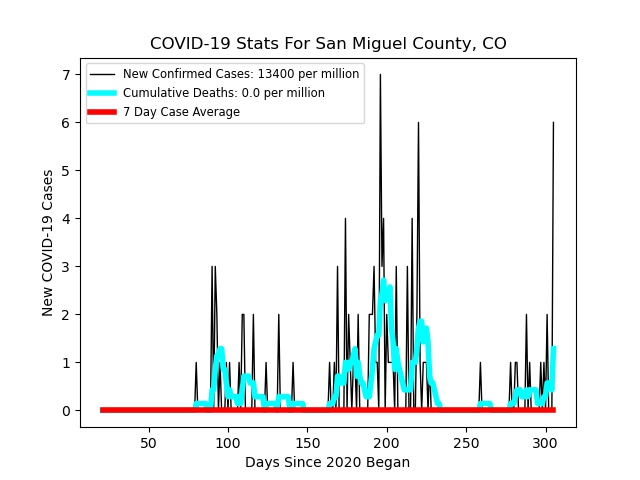 COVID-19 Stats For San Miguel County, CO
New Confirmed Cases: 13400 per million
Cumulative Deaths: 0.0 per million
7 Day Case Average
7
6
5
4
3
2
1
0
New COVID-19 Cases
50 100 150 200 250 300
Days Since 2020 Began